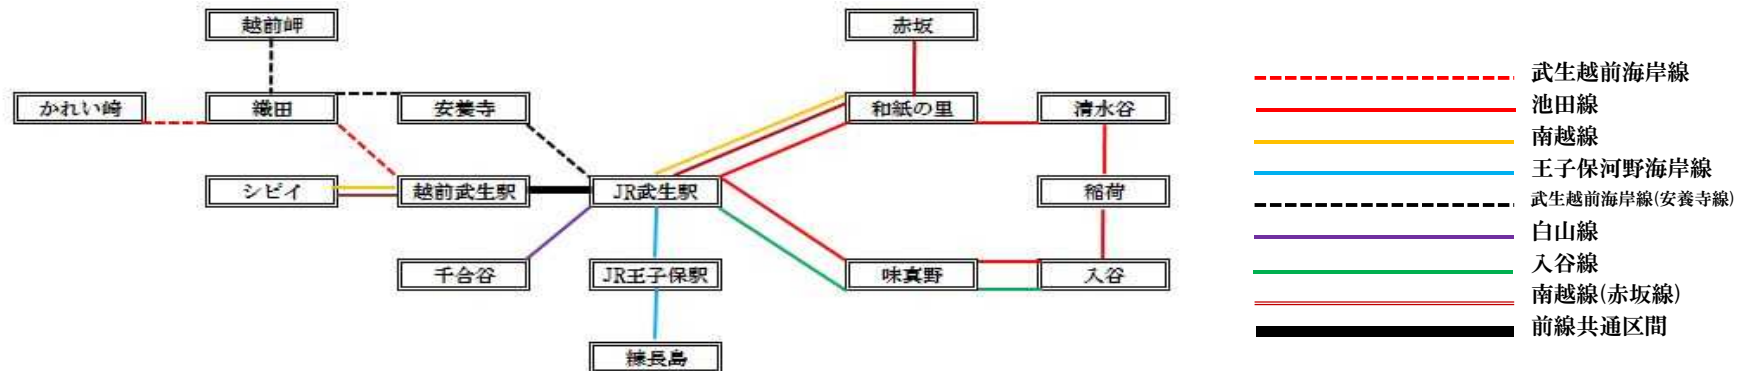 越前岬
赤坂
かれい崎
織田
安養寺
和紙の里
清水谷
シピイ
越前武生駅
JR武生駅
稲荷
千合谷
JR王子保駅
味真野
入谷
糠長島
武生越前海岸線
池田線
南越線
王子保河野海岸線
武生越前海岸線(安養寺線)
白山線
入谷線
南越線(赤坂線)
前線共通区間